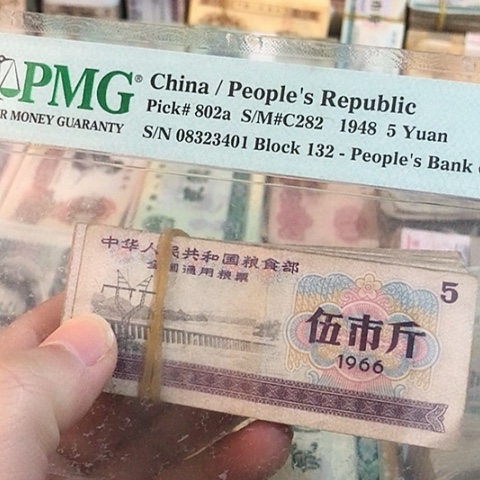 PMG® China / People's Republic
Pick# 802a S/M#C282 1948 5 Yuan
MONEY GUARANTY
S/N 08323401 Block 132 - People's Bank
中华人民共和国粮食部
全国通用粮票
5
伍市斤
1966